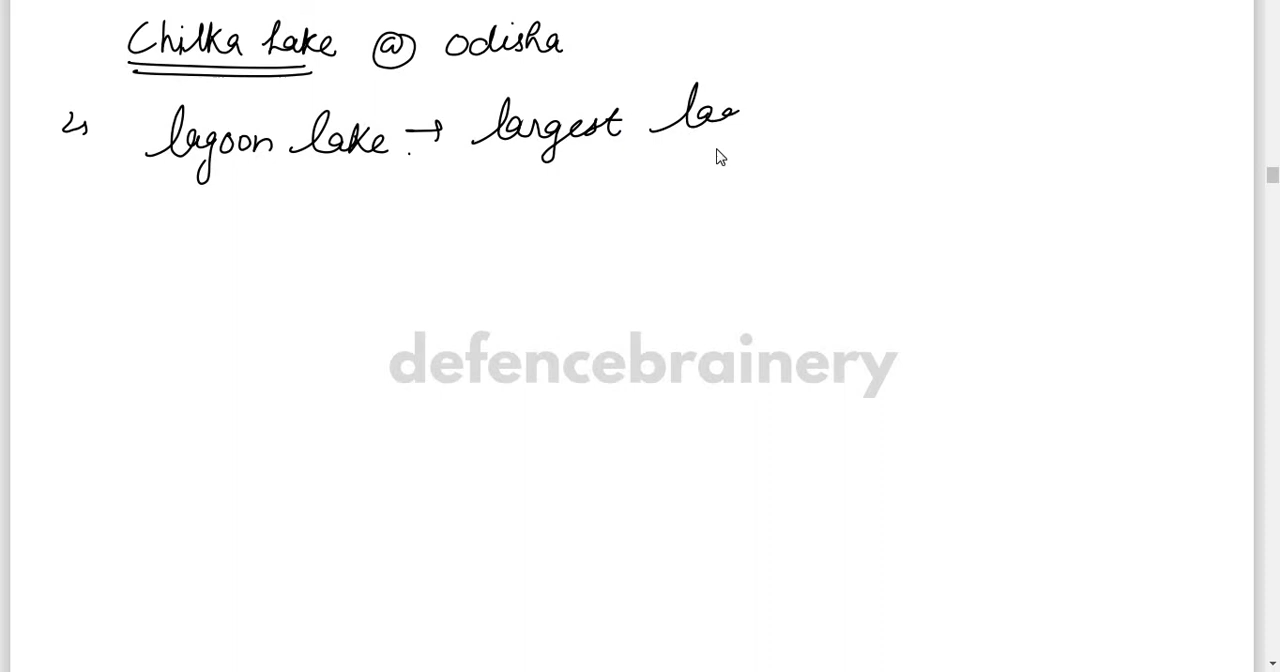 Chilka Lake @ odisha
↳ lagoon lake → largest
defencebrainery